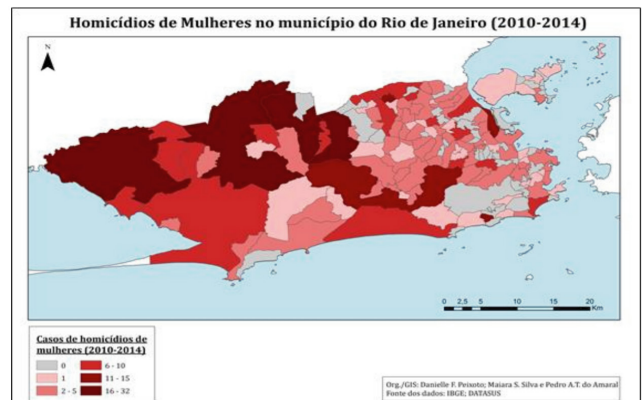 Homicídios de Mulheres no município do Rio de Janeiro (2010-2014)
N
0 2,5 5 10 15 20
Km
Casos de homicídios de
mulheres (2010-2014)
0 6 - 10
1 11 - 15
2 - 5 16 - 32
Org./GIS: Danielle F. Peixoto; Maiara S. Silva e Pedro A.T. do Amaral
Fonte dos dados: IBGE; DATASUS